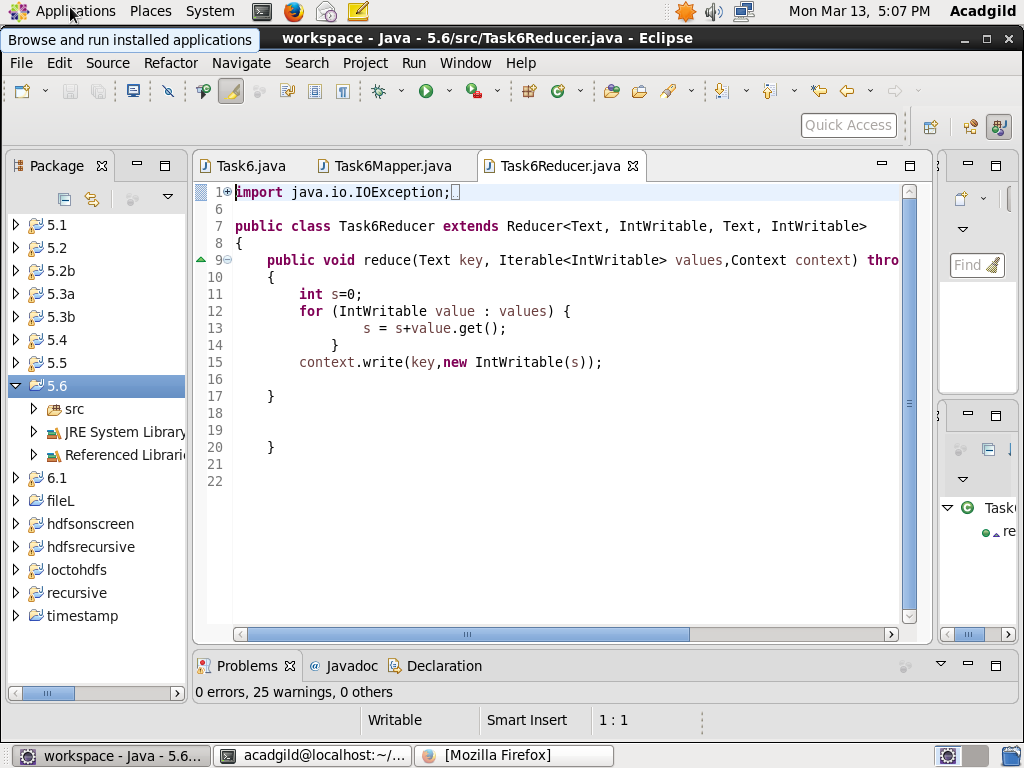 Applications Places System Mon Mar 13, 5:07 PM Acadgild
Browse and run installed applications
workspace - Java - 5.6/src/Task6Reducer.java - Eclipse
File Edit Source Refactor Navigate Search Project Run Window Help
Quick Access
Package
Task6.java Task6Mapper.java Task6Reducer.java
5.1
5.2
5.2b
5.3a
5.3b
5.4
5.5
5.6
src
JRE System Library
Referenced Librari
6.1
fileL
hdfsonscreen
hdfsrecursive
loctohdfs
recursive
timestamp
1 import java.io.IOException;
6
7 public class Task6Reducer extends Reducer<Text, IntWritable, Text, IntWritable>
8 {
9 public void reduce(Text key, Iterable<IntWritable> values,Context context) thro
10 {
11 int s=0;
12 for (IntWritable value : values) {
13 s = s+value.get();
14 }
15 context.write(key,new IntWritable(s));
16
17 }
18
19
20 }
21
22
Find
Task
re
Problems Javadoc Declaration
0 errors, 25 warnings, 0 others
Writable Smart Insert 1 : 1
workspace - Java - 5.6... acadgild@localhost:~/... [Mozilla Firefox]